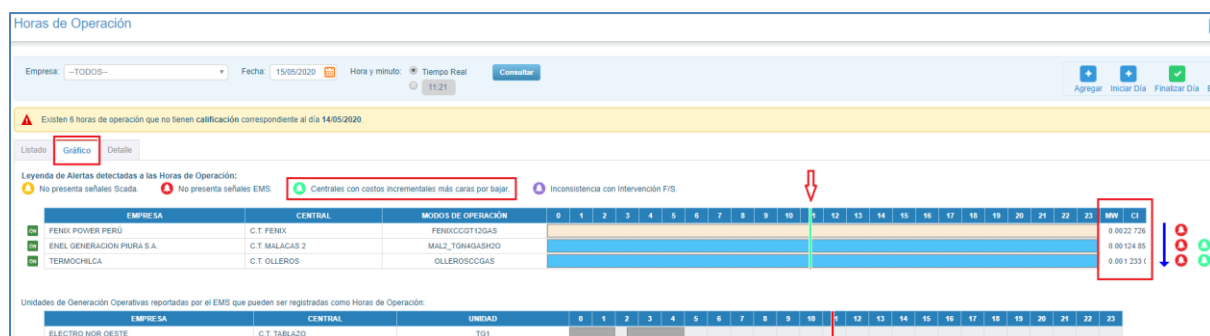 Horas de Operación
Empresa: --TODOS-- Fecha: 15/05/2020 Hora y minuto: Tiempo Real Consultar
11:21
Agregar Iniciar Día Finalizar Día
Existen 6 horas de operación que no tienen calificación correspondiente al día 14/05/2020.
Listado Gráfico Detalle
Leyenda de Alertas detectadas a las Horas de Operación:
No presenta señales Scada. No presenta señales EMS. Centrales con costos incrementales más caras por bajar. Inconsistencia con Intervención F/S.
EMPRESA CENTRAL MODOS DE OPERACIÓN 0 1 2 3 4 5 6 7 8 9 10 12 13 14 15 16 17 18 19 20 21 22 23 MW CI
ON FENIX POWER PERÚ C.T. FENIX FENIXCCGT12GAS 0.0022 726
ON ENEL GENERACION PIURA S.A. C.T. MALACAS 2 MAL2_TGN4GASH2O 0.00124 85
ON TERMOCHILCA C.T. OLLEROS OLLEROSCCGAS 0.001 233
Unidades de Generación Operativas reportadas por el EMS que pueden ser registradas como Horas de Operación:
EMPRESA CENTRAL UNIDAD 0 1 2 3 4 5 6 7 8 9 10 12 13 14 15 16 17 18 19 20 21 22 23
ELECTRO NOR OESTE C.T. TABLAZO TG1